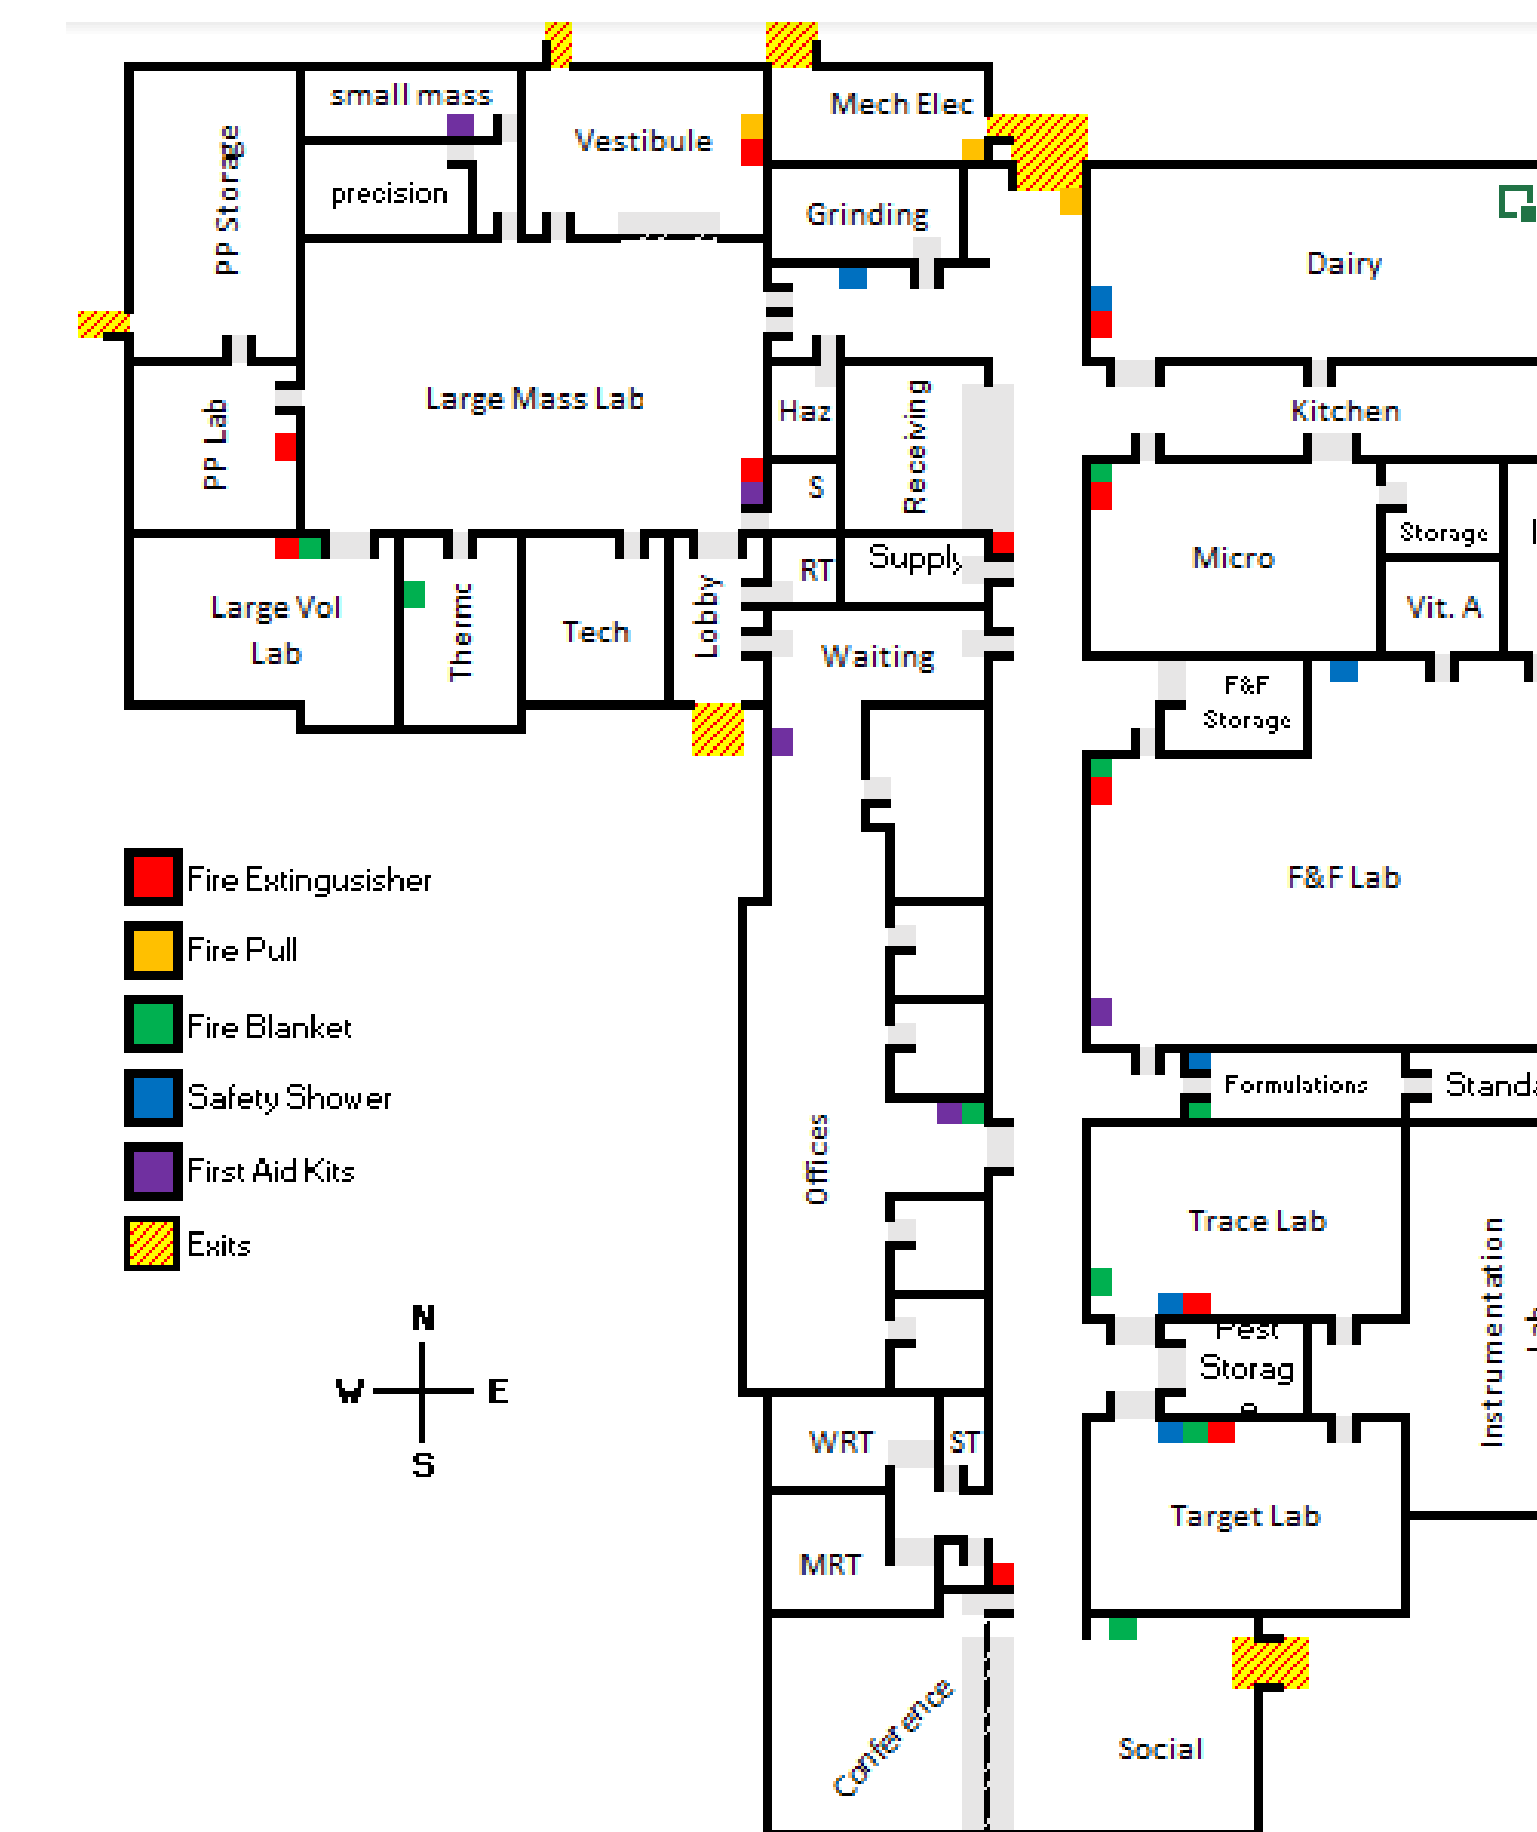 small mass
Mech Elec
Vestibule
PP Storage
precision
Grinding
Dairy
Large Mass Lab
Haz
Receiving
Kitchen
PP Lab
S
Storage
Micro
RT
Supply
Large Vol
Lab
Thermo
Tech
Lobby
Waiting
Vit. A
F&F
Storage
F&F Lab
Fire Extingusisher
Fire Pull
Fire Blanket
Safety Shower
First Aid Kits
Exits
Formulations
Offices
Trace Lab
Instrumentation
Pest
Storag
e
N
W
E
S
WRT
ST
Target Lab
MRT
Conference
Social